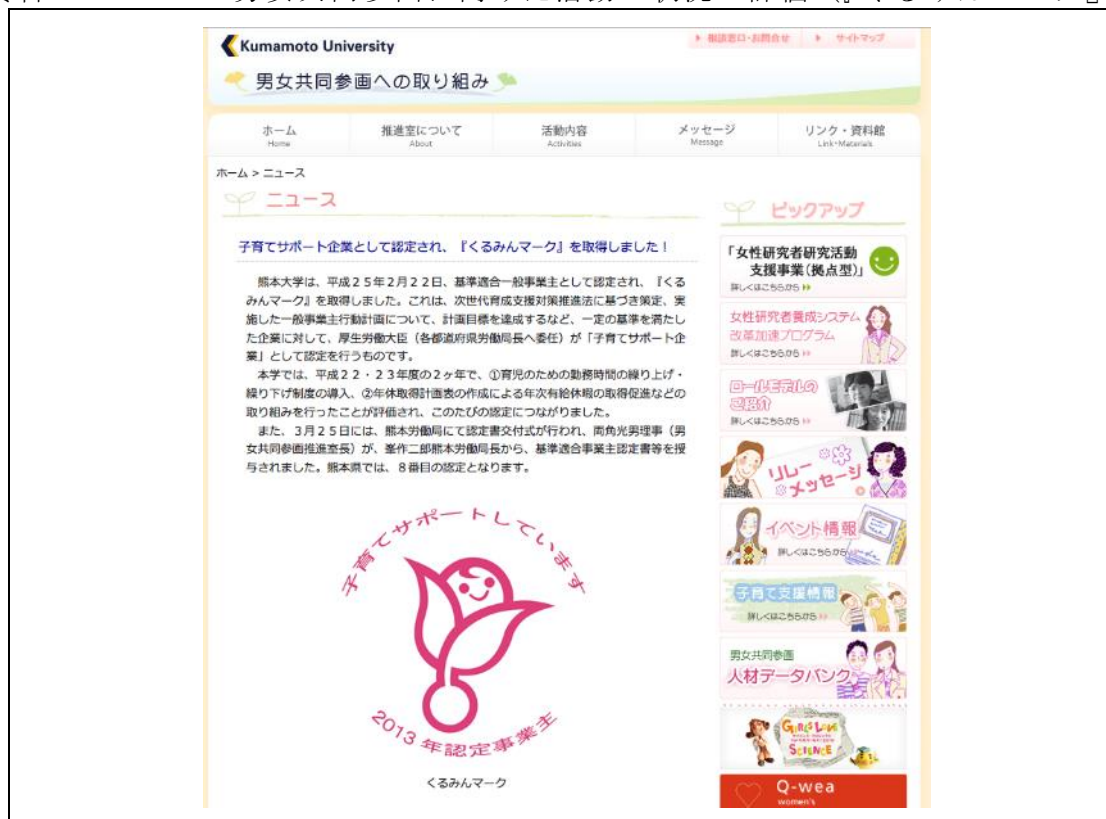 Kumamoto University
相談窓口・お問合せ
サイトマップ
男女共同参画への取り組み
ホーム
Home
推進室について
About
活動内容
Activities
メッセージ
Message
リンク・資料館
Link・Materials
ホーム > ニュース
ニュース
子育てサポート企業として認定され、『くるみんマーク』を取得しました！
熊本大学は、平成２５年２月２２日、基準適合一般事業主として認定され、『くる
みんマーク』を取得しました。これは、次世代育成支援対策推進法に基づき策定、実
施した一般事業主行動計画について、計画目標を達成するなど、一定の基準を満たし
た企業に対して、厚生労働大臣（各都道府県労働局長へ委任）が「子育てサポート企
業」として認定を行うものです。
本学では、平成２２・２３年度の２ヶ年で、①育児のための勤務時間の繰り上げ・
繰り下げ制度の導入、②年休取得計画表の作成による年次有給休暇の取得促進などの
取り組みを行ったことが評価され、このたびの認定につながりました。
また、３月２５日には、熊本労働局にて認定書交付式が行われ、両角光男理事（男
女共同参画推進室長）が、峯作二郎熊本労働局長から、基準適合事業主認定書等を授
与されました。熊本県では、８番目の認定となります。
子育てサポートしています
2013年認定事業主
くるみんマーク
ピックアップ
「女性研究者研究活動
支援事業(拠点型)」
詳しくはこちらから
女性研究者養成システム
改革加速プログラム
詳しくはこちらから
ロールモデルの
ご紹介
詳しくはこちらから
リレー
メッセージ
イベント情報
詳しくはこちらから
子育て支援情報
詳しくはこちらから
男女共同参画
人材データバンク
GIRLS LOVE
SCIENCE
Q-wea
women's